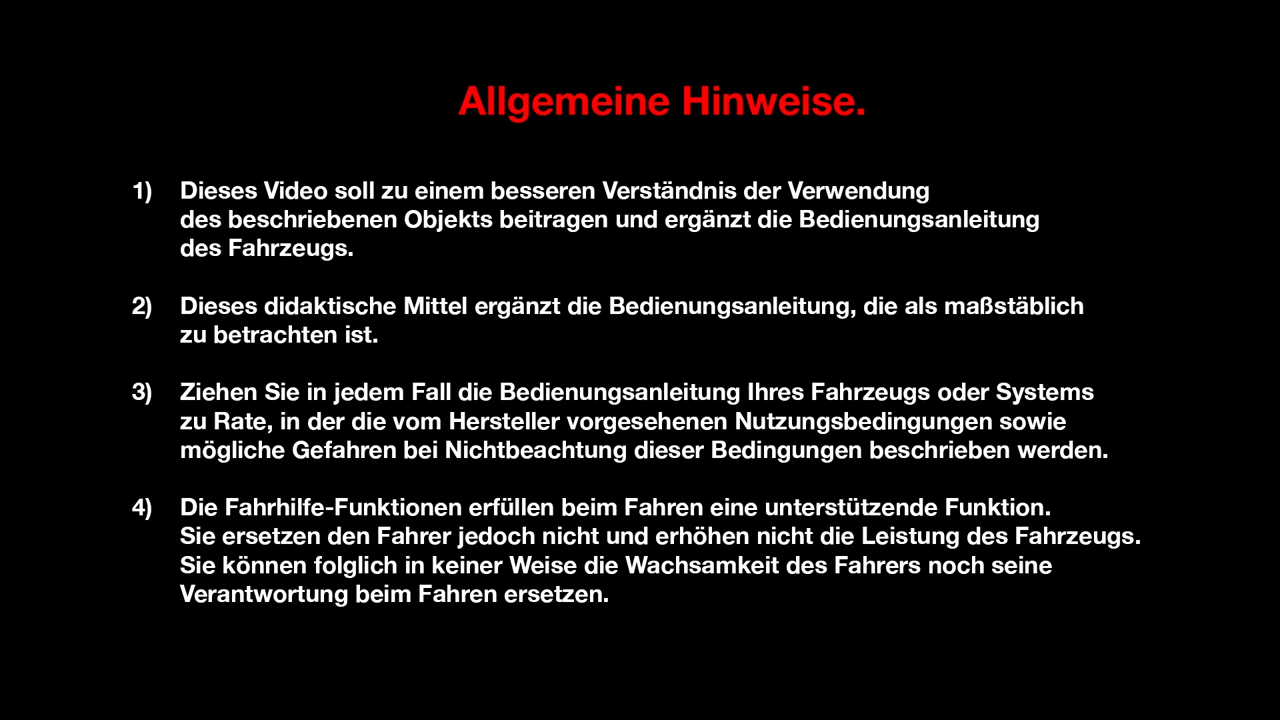 Allgemeine Hinweise.
1) Dieses Video soll zu einem besseren Verständnis der Verwendung
des beschriebenen Objekts beitragen und ergänzt die Bedienungsanleitung
des Fahrzeugs.
2) Dieses didaktische Mittel ergänzt die Bedienungsanleitung, die als maßstäblich
zu betrachten ist.
3) Ziehen Sie in jedem Fall die Bedienungsanleitung Ihres Fahrzeugs oder Systems
zu Rate, in der die vom Hersteller vorgesehenen Nutzungsbedingungen sowie
mögliche Gefahren bei Nichtbeachtung dieser Bedingungen beschrieben werden.
4) Die Fahrhilfe-Funktionen erfüllen beim Fahren eine unterstützende Funktion.
Sie ersetzen den Fahrer jedoch nicht und erhöhen nicht die Leistung des Fahrzeugs.
Sie können folglich in keiner Weise die Wachsamkeit des Fahrers noch seine
Verantwortung beim Fahren ersetzen.